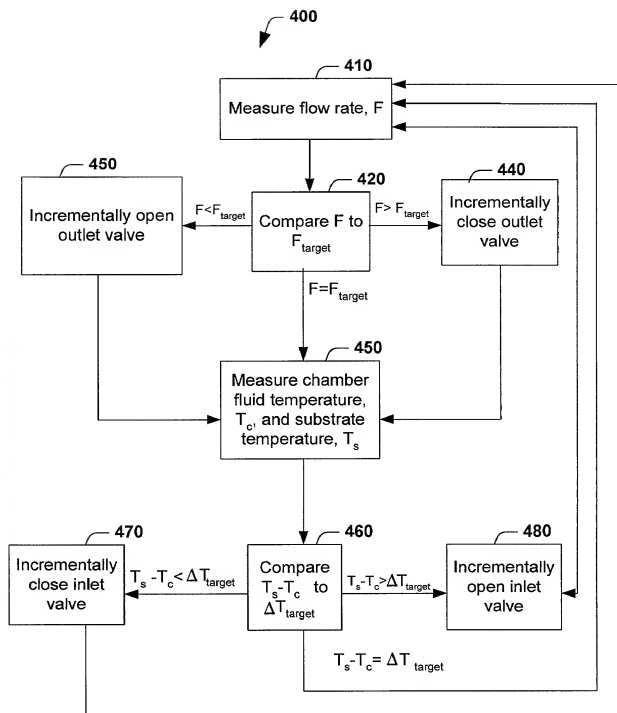 400
410
Measure flow rate, F
450
Incrementally open
outlet valve
F<Ftarget
420
Compare F to
Ftarget
F> Ftarget
440
Incrementally
close outlet
valve
F=Ftarget
450
Measure chamber
fluid temperature,
Tc, and substrate
temperature, Ts
470
Incrementally
close inlet
valve
Ts -Tc< ΔTtarget
460
Compare
Ts-Tc to
ΔTtarget
Ts-Tc>ΔTtarget
480
Incrementally
open inlet
valve
Ts-Tc= ΔT target